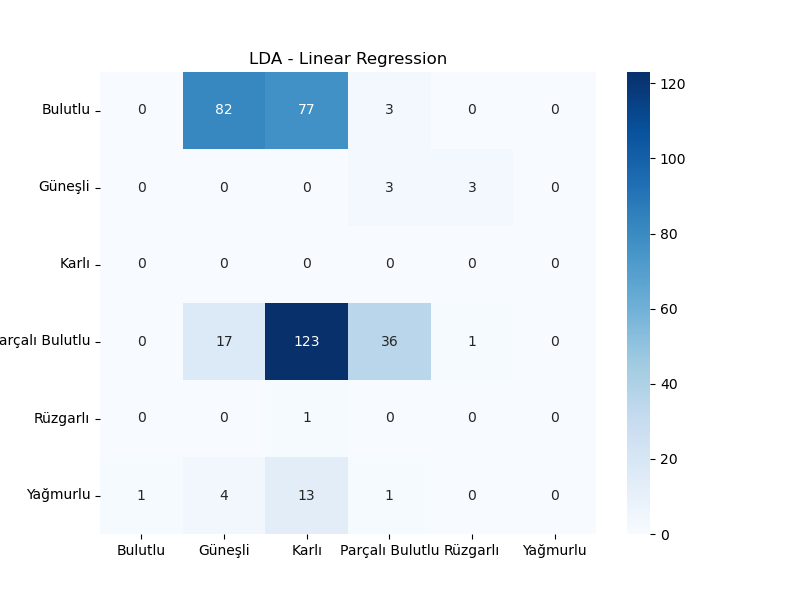 LDA - Linear Regression
Bulutlu 0 82 77 3 0 0
Güneşli 0 0 0 3 3 0
Karlı 0 0 0 0 0 0
arçalı Bulutlu 0 17 123 36 1 0
Rüzgarlı 0 0 1 0 0 0
Yağmurlu 1 4 13 1 0 0
Bulutlu Güneşli Karlı Parçalı Bulutlu Rüzgarlı Yağmurlu
120
100
80
60
40
20
0